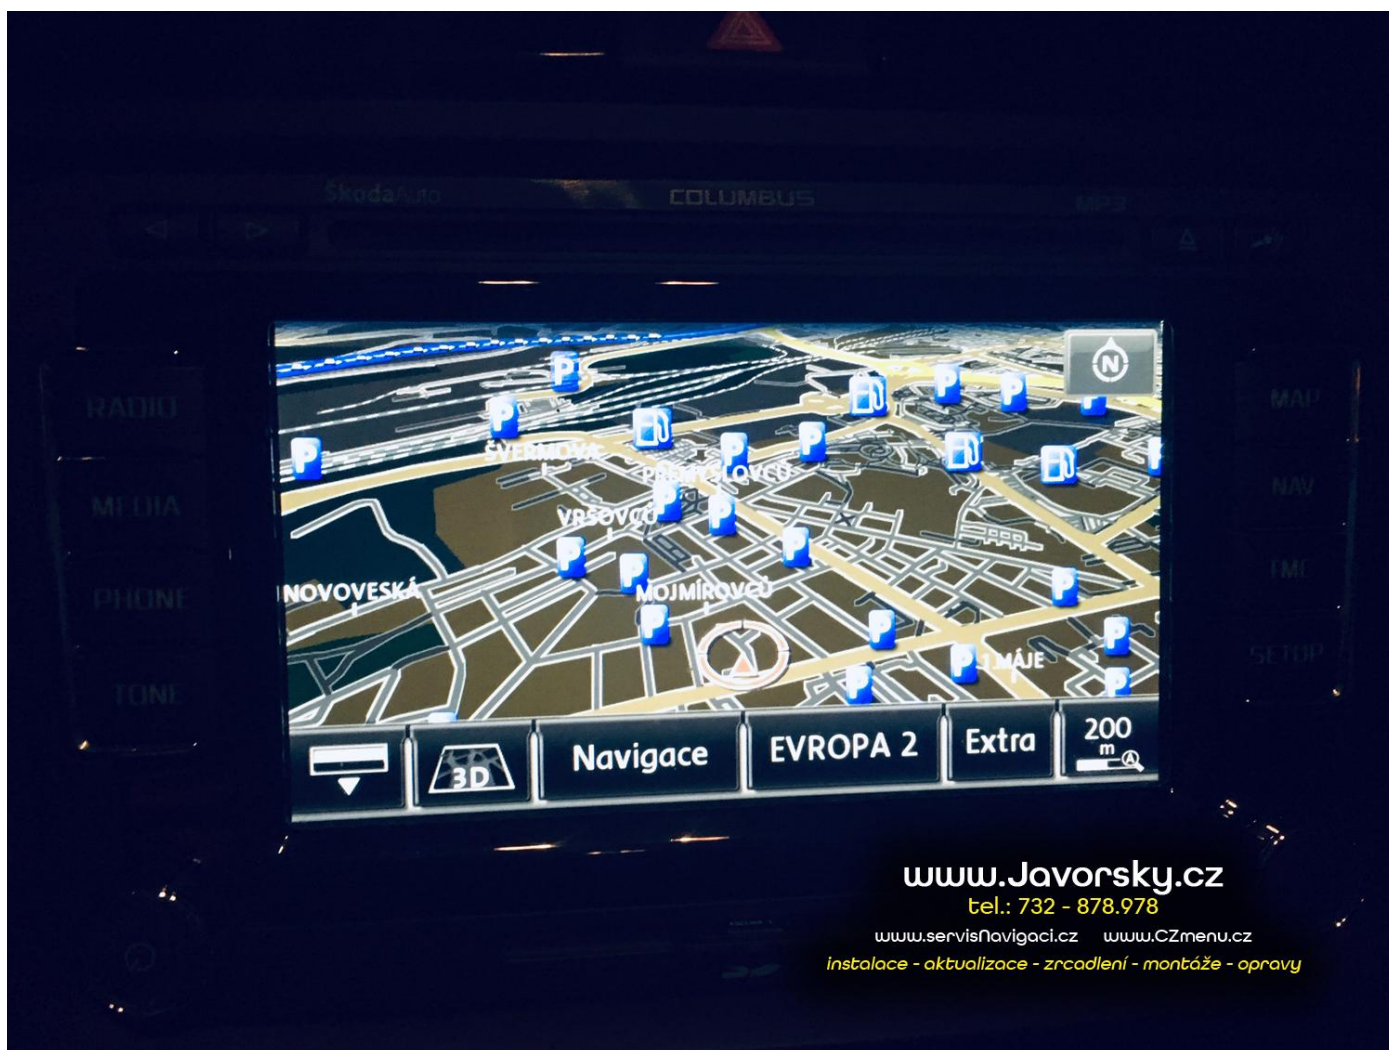 ŠkodaAuto COLUMBUS MP3
RADIO
MEDIA
PHONE
TONE
MAP
NAV
TMC
SETUP
N
P
P
P
P
P
P
P
P
ŠVERMOVA
PŘEMYSLOVCŮ
P
P
VRŠOVCŮ
P
P
P
NOVOVESKÁ
MOJMÍROVCŮ
P
P
P
P
P
1.MÁJE
P
P
3D
Navigace
EVROPA 2
Extra
200
m
A
www.Javorsky.cz
tel.: 732 - 878.978
www.servisNavigaci.cz www.CZmenu.cz
instalace - aktualizace - zrcadlení - montáže - opravy